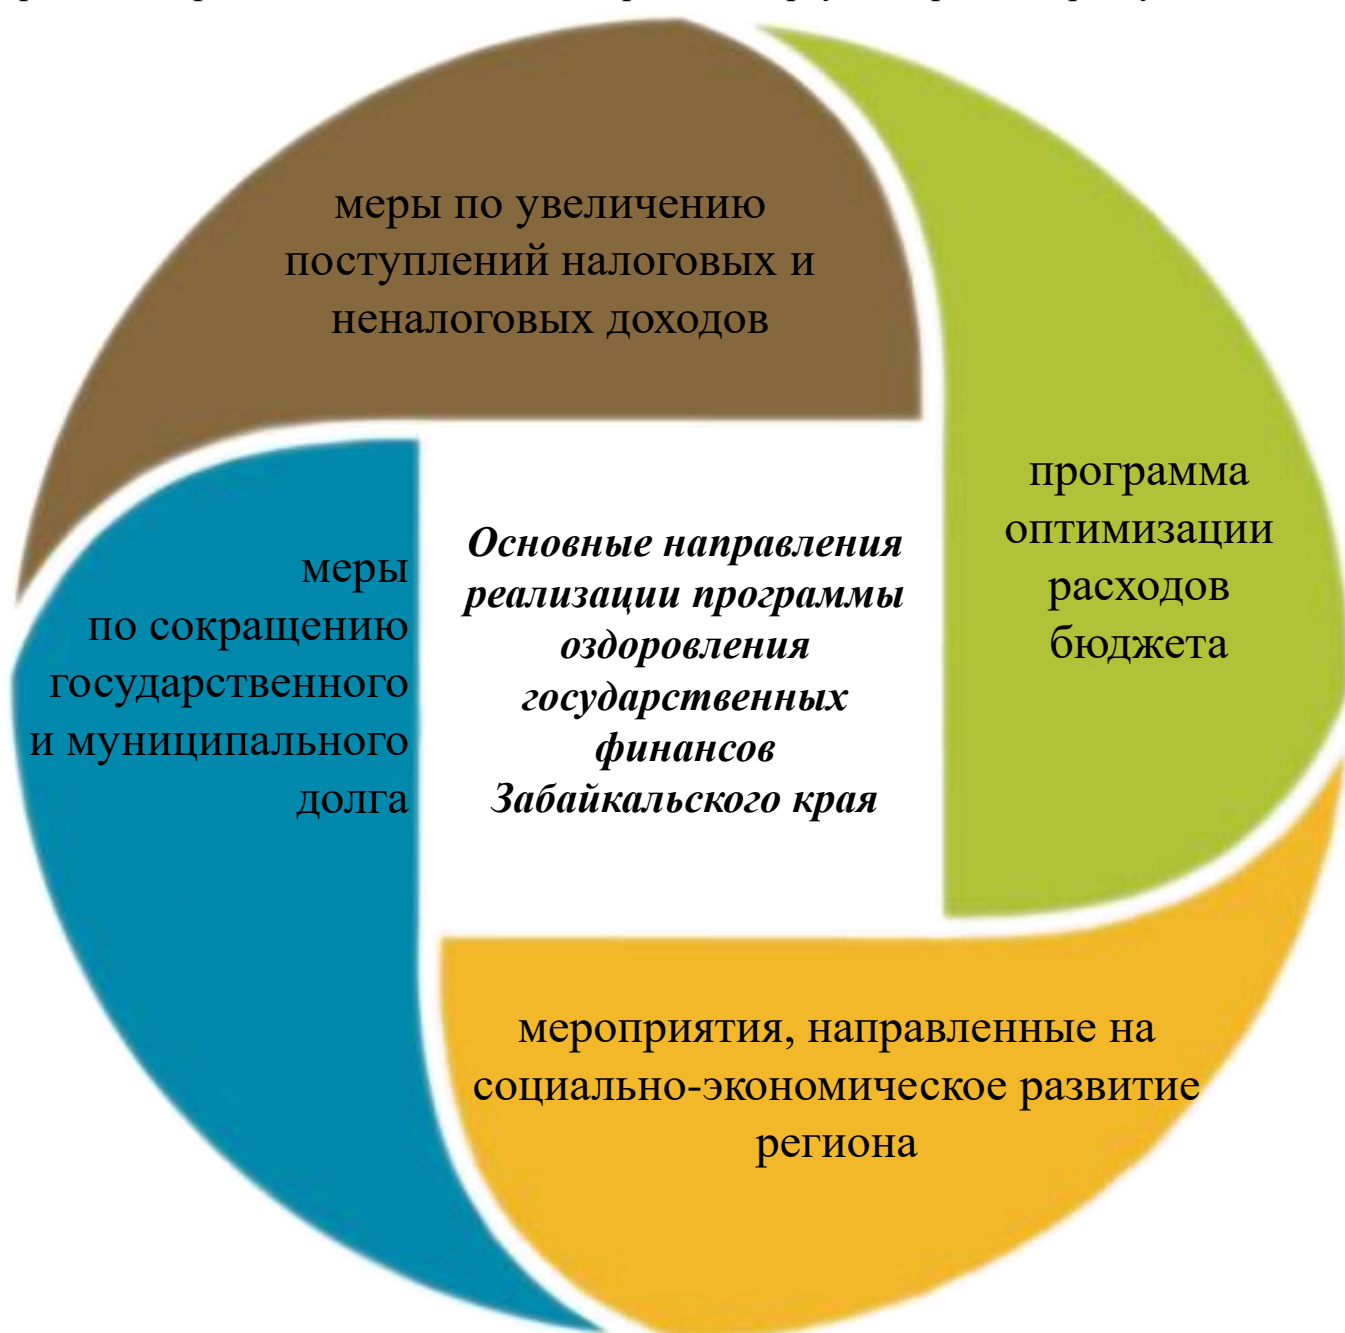 меры по увеличению
поступлений налоговых и
неналоговых доходов
программа
оптимизации
расходов
бюджета
Основные направления
реализации программы
оздоровления
государственных
финансов
Забайкальского края
меры
по сокращению
государственного
и муниципального
долга
мероприятия, направленные на
социально-экономическое развитие
региона